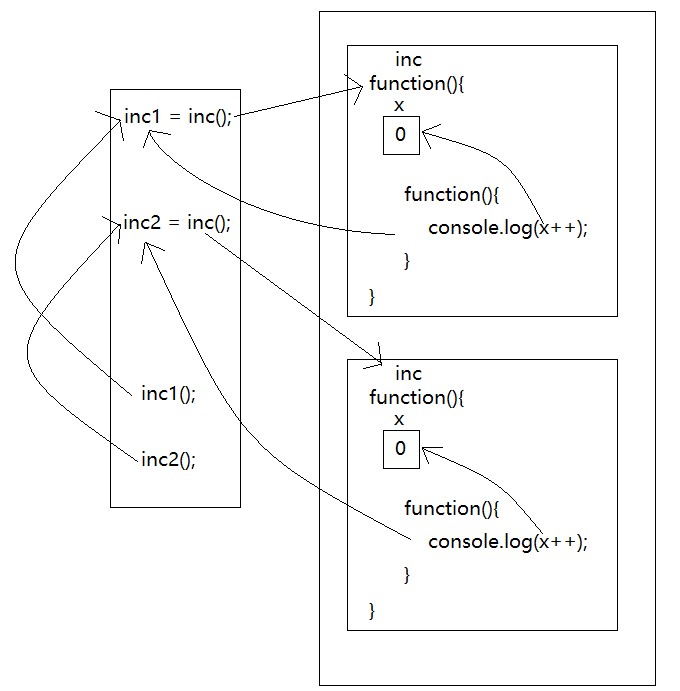 inc1 = inc();
inc2 = inc();
inc1();
inc2();
inc
function(){
x
0
function(){
console.log(x++);
}
}
inc
function(){
x
0
function(){
console.log(x++);
}
}